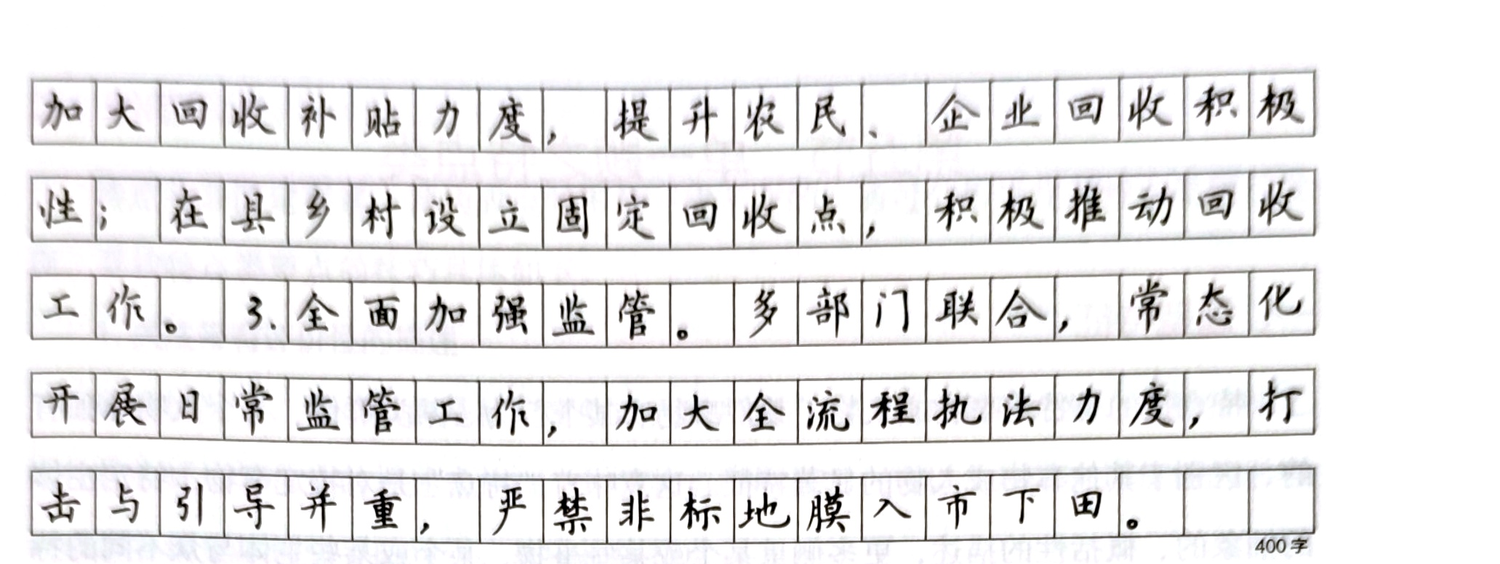 加大回收补贴力度，提升农民、企业回收积极
性；在县乡村设立固定回收点，积极推动回收
工作。3.全面加强监管。多部门联合，常态化
开展日常监管工作，加大全流程执法力度，打
击与引导并重，严禁非标地膜入市下田。
400字